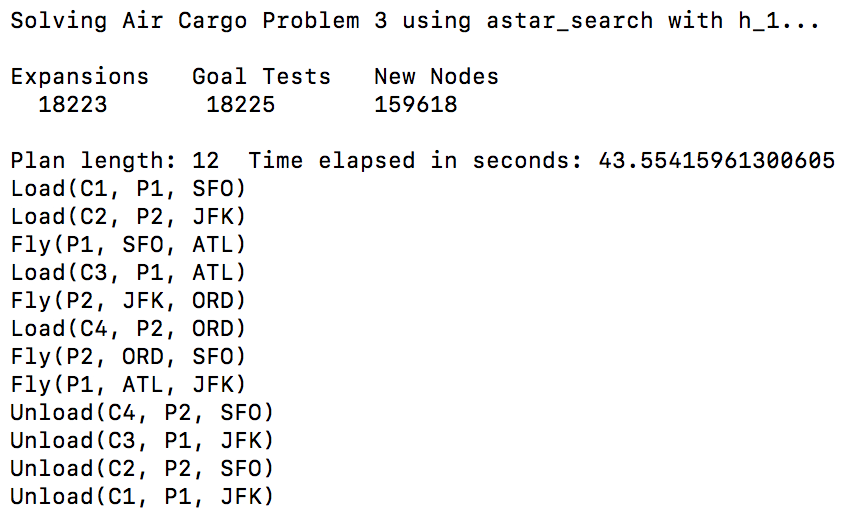 Solving Air Cargo Problem 3 using astar_search with h_1...
Expansions   Goal Tests   New Nodes
18223       18225       159618
Plan length: 12  Time elapsed in seconds: 43.55415961300605
Load(C1, P1, SFO)
Load(C2, P2, JFK)
Fly(P1, SFO, ATL)
Load(C3, P1, ATL)
Fly(P2, JFK, ORD)
Load(C4, P2, ORD)
Fly(P2, ORD, SFO)
Fly(P1, ATL, JFK)
Unload(C4, P2, SFO)
Unload(C3, P1, JFK)
Unload(C2, P2, SFO)
Unload(C1, P1, JFK)